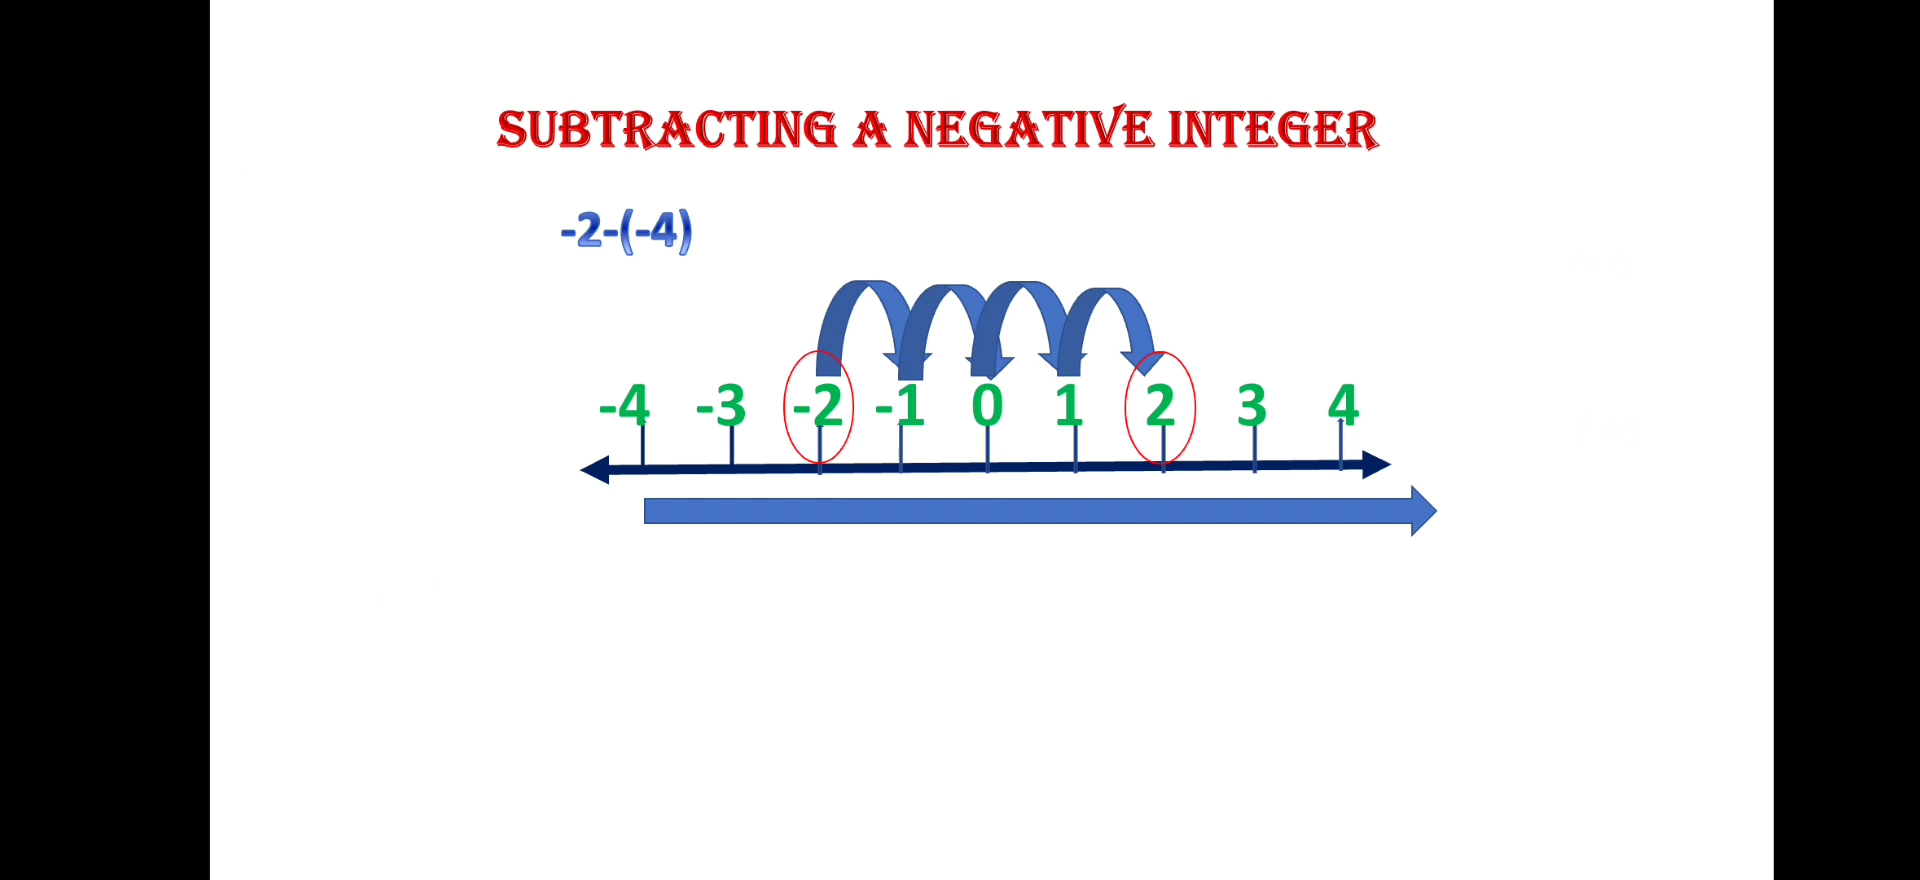 SUBTRACTING A NEGATIVE INTEGER
-2-(-4)
-4 -3 -2 -1 0 1 2 3 4